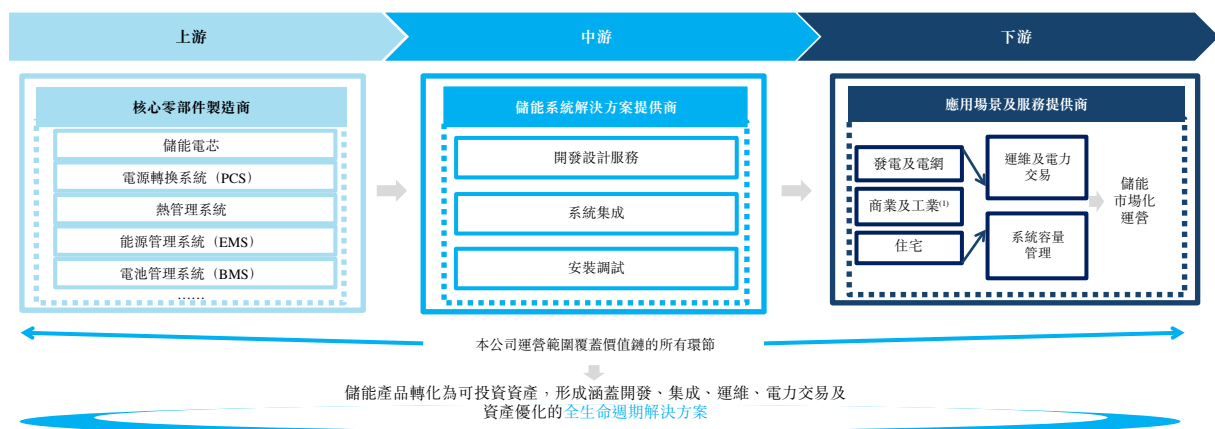 上游
中游
下游
核心零部件製造商
儲能電芯
電源轉換系統（PCS）
熱管理系統
能源管理系統（EMS）
電池管理系統（BMS）
……
儲能系統解決方案提供商
開發設計服務
系統集成
安裝調試
應用場景及服務提供商
發電及電網
商業及工業(1)
住宅
運維及電力
交易
系統容量
管理
儲能
市場化
運營
本公司運營範圍覆蓋價值鏈的所有環節
儲能產品轉化為可投資資產，形成涵蓋開發、集成、運維、電力交易及
資產優化的全生命週期解決方案